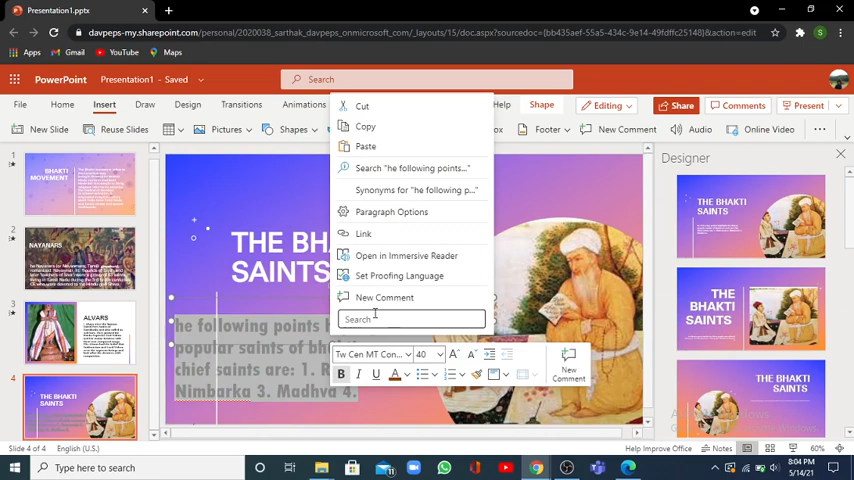 Presentation1.pptx
davpeps-my.sharepoint.com/personal/2020038_sarthak_davpeps_onmicrosoft_com/_layouts/15/doc.aspx?sourcedoc={bb435aef-55a5-434c-9e14-49fdffc25148}&action=edit
S
Apps Gmail YouTube Maps
PowerPoint Presentation1 - Saved Search
File Home Insert Draw Design Transitions Animations Help Shape Editing Share Comments Present
New Slide Reuse Slides Pictures Shapes Footer New Comment Audio Online Video
Cut
Copy
Paste
Search "he following points..."
Synonyms for "he following p..."
Paragraph Options
Link
Open in Immersive Reader
Set Proofing Language
New Comment
Search
Tw Cen MT Con... 40
B I U A
New
Comment
1
BHAKTI
MOVEMENT
2
NAYANARS
3
ALVARS
4
THE BHAKTI
SAINTS
THE BHA
SAINTS
he following points h
popular saints of bha
chief saints are: 1. R
Nimbarka 3. Madhva 4.
Designer
THE BHAKTI
SAINTS
THE
BHAKTI
SAINTS
THE BHAKTI
SAINTS
Slide 4 of 4 English (U.S.) Help Improve Office Notes 60%
Type here to search
11
8:04 PM
5/14/21